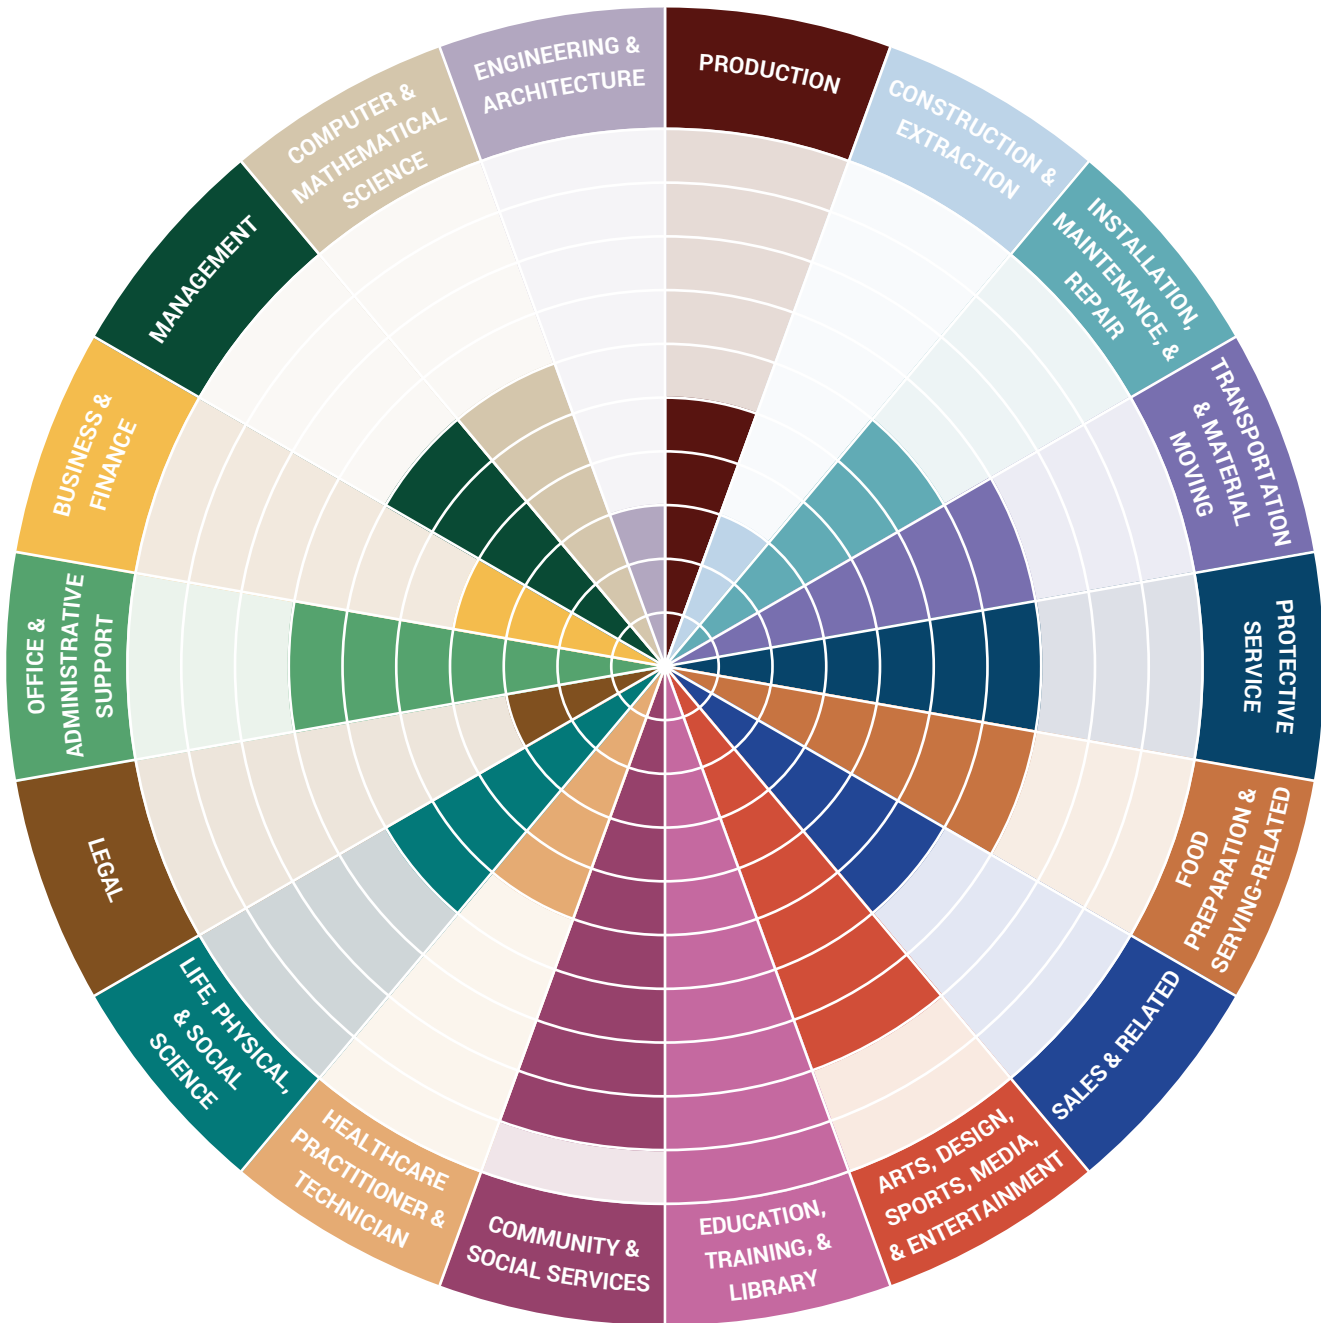 PRODUCTION
CONSTRUCTION &
EXTRACTION
INSTALLATION,
MAINTENANCE, &
REPAIR
TRANSPORTATION
& MATERIAL
MOVING
PROTECTIVE
SERVICE
FOOD
PREPARATION &
SERVING-RELATED
SALES & RELATED
ARTS, DESIGN,
SPORTS, MEDIA,
& ENTERTAINMENT
EDUCATION,
TRAINING, &
LIBRARY
COMMUNITY &
SOCIAL SERVICES
HEALTHCARE
PRACTITIONER &
TECHNICIAN
LIFE, PHYSICAL,
& SOCIAL
SCIENCE
LEGAL
OFFICE &
ADMINISTRATIVE
SUPPORT
BUSINESS &
FINANCE
MANAGEMENT
COMPUTER &
MATHEMATICAL
SCIENCE
ENGINEERING &
ARCHITECTURE